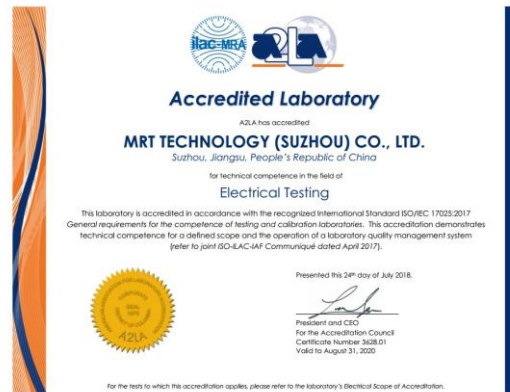 ilac-MRA
A2LA
Accredited Laboratory
A2LA has accredited
MRT TECHNOLOGY (SUZHOU) CO., LTD.
Suzhou, Jiangsu, People's Republic of China
for technical competence in the field of
Electrical Testing
This laboratory is accredited in accordance with the recognized International Standard ISO/IEC 17025:2017
General requirements for the competence of testing and calibration laboratories. This accreditation demonstrates
technical competence for a defined scope and the operation of a laboratory quality management system
(refer to joint ISO-ILAC-IAF Communiqué dated April 2017).
Presented this 24th day of July 2018.
President and CEO
For the Accreditation Council
Certificate Number 3628.01
Valid to August 31, 2020
CORPORATE
SEAL
1978
A2LA
For the tests to which this accreditation applies, please refer to the laboratory's Electrical Scope of Accreditation.